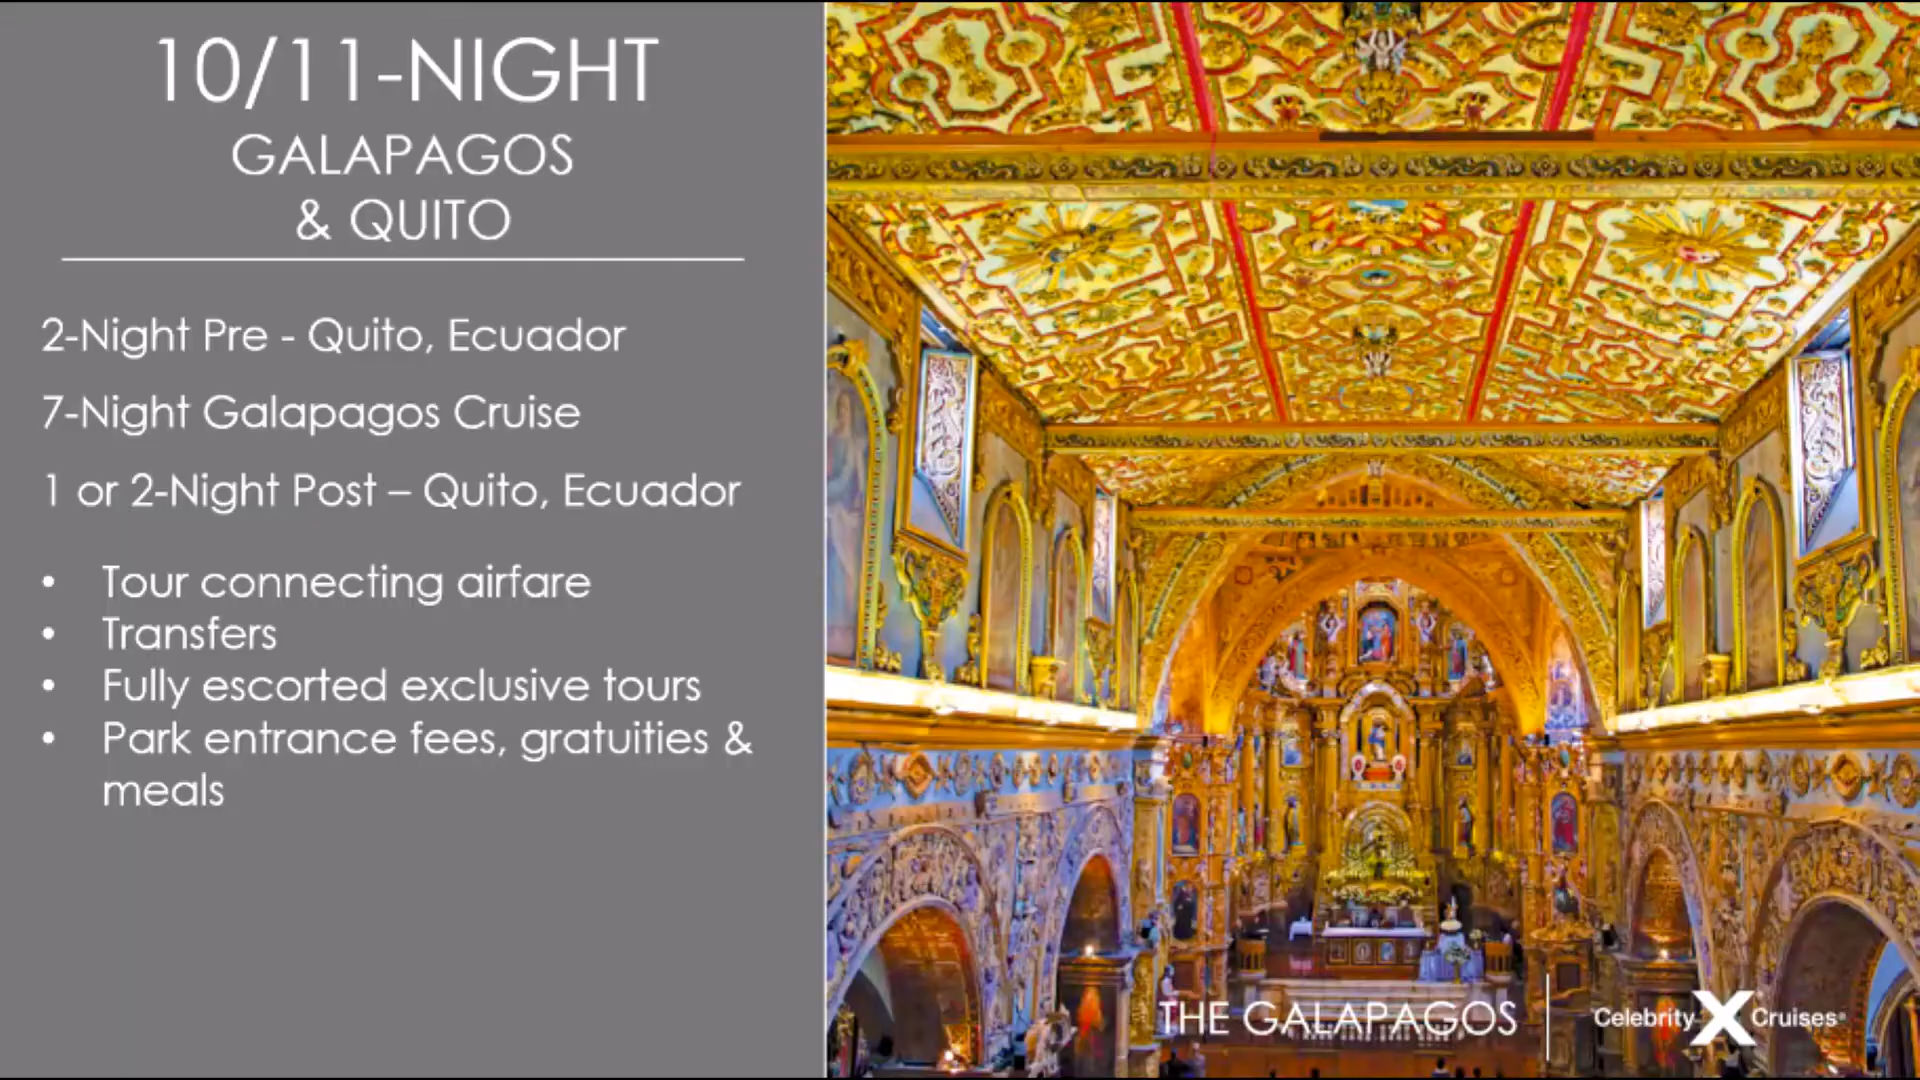 10/11-NIGHT
GALAPAGOS
& QUITO
2-Night Pre - Quito, Ecuador
7-Night Galapagos Cruise
1 or 2-Night Post – Quito, Ecuador
• Tour connecting airfare
• Transfers
• Fully escorted exclusive tours
• Park entrance fees, gratuities &
meals
THE GALAPAGOS
Celebrity X Cruises®